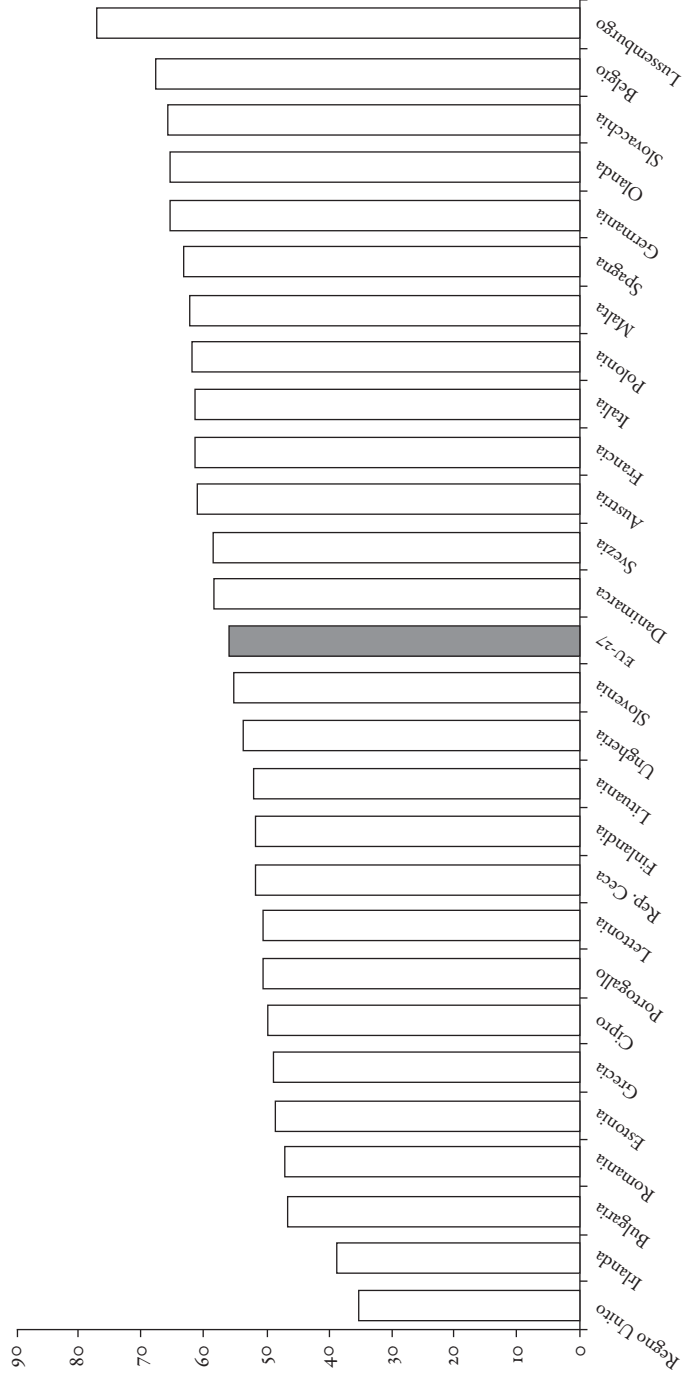 90
80
70
60
50
40
30
20
10
0
Regno Unito
Irlanda
Bulgaria
Romania
Estonia
Grecia
Cipro
Portogallo
Lettonia
Rep. Ceca
Finlandia
Lituania
Ungheria
Slovenia
EU-27
Danimarca
Svezia
Austria
Francia
Italia
Polonia
Malta
Spagna
Germania
Olanda
Slovacchia
Belgio
Lussemburgo